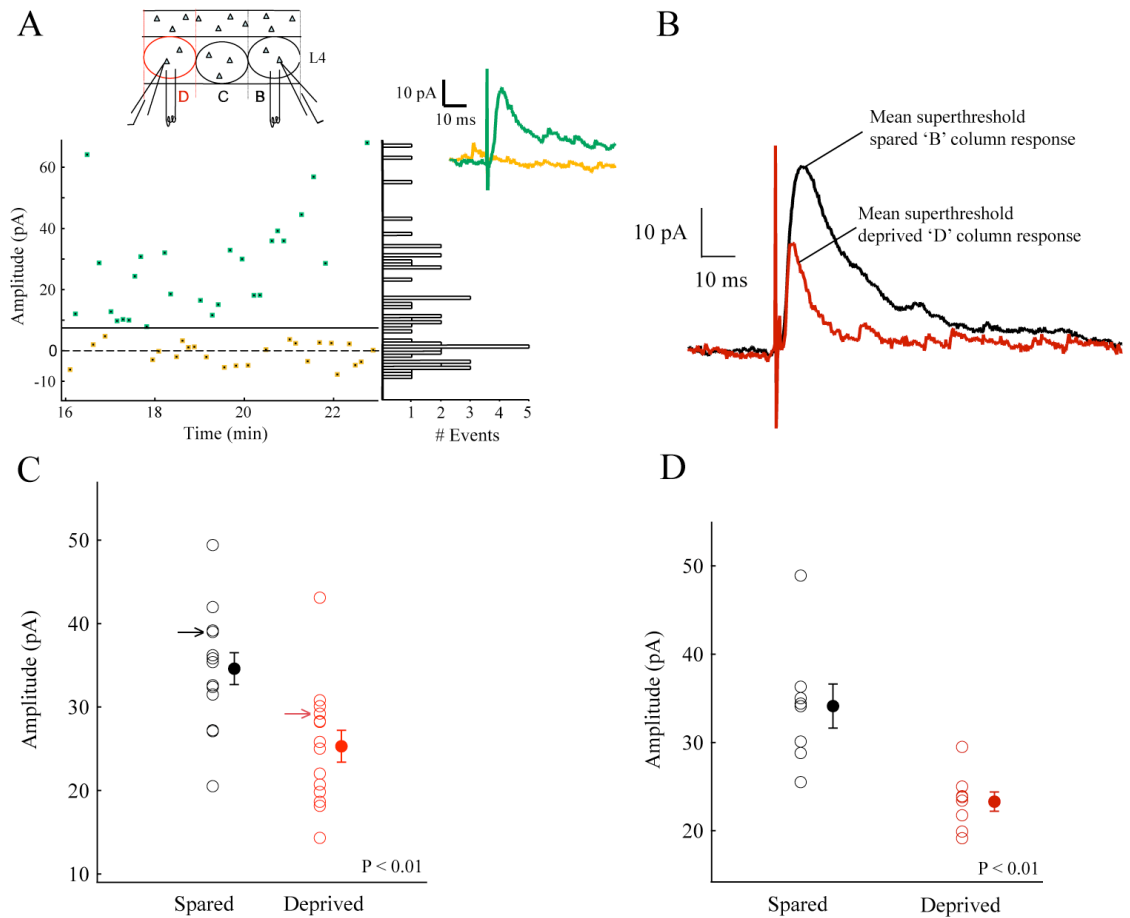 A
L4
D
C
B
10 pA
10 ms
Amplitude (pA)
60
40
20
0
-10
16
18
20
22
Time (min)
1
2
3
4
5
# Events
B
Mean superthreshold
spared 'B' column response
Mean superthreshold
deprived 'D' column response
10 pA
10 ms
C
Amplitude (pA)
50
40
30
20
10
P < 0.01
Spared
Deprived
D
Amplitude (pA)
50
40
30
20
P < 0.01
Spared
Deprived